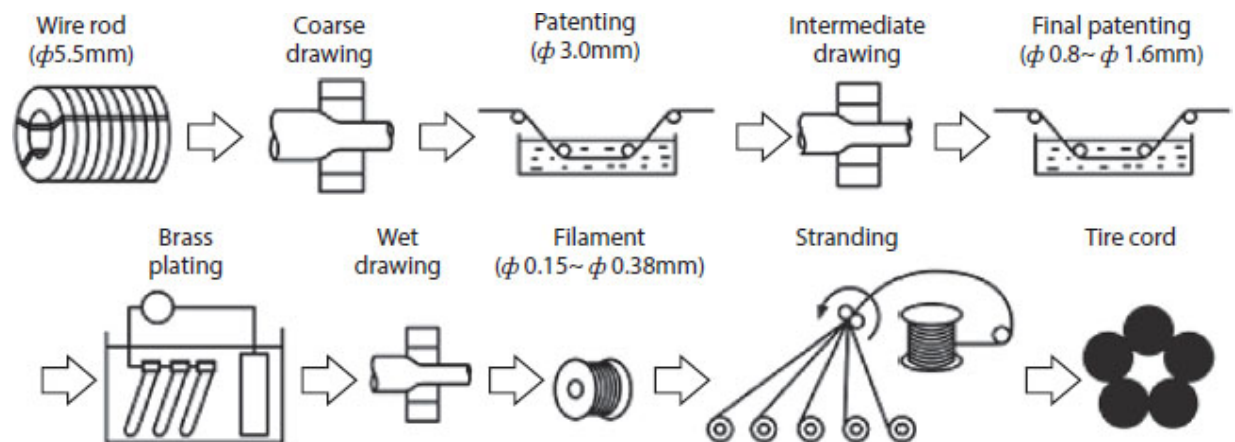 Wire rod
(ϕ5.5mm)
Coarse
drawing
Patenting
(ϕ 3.0mm)
Intermediate
drawing
Final patenting
(ϕ 0.8~ ϕ 1.6mm)
Brass
plating
Wet
drawing
Filament
(ϕ 0.15~ ϕ 0.38mm)
Stranding
Tire cord